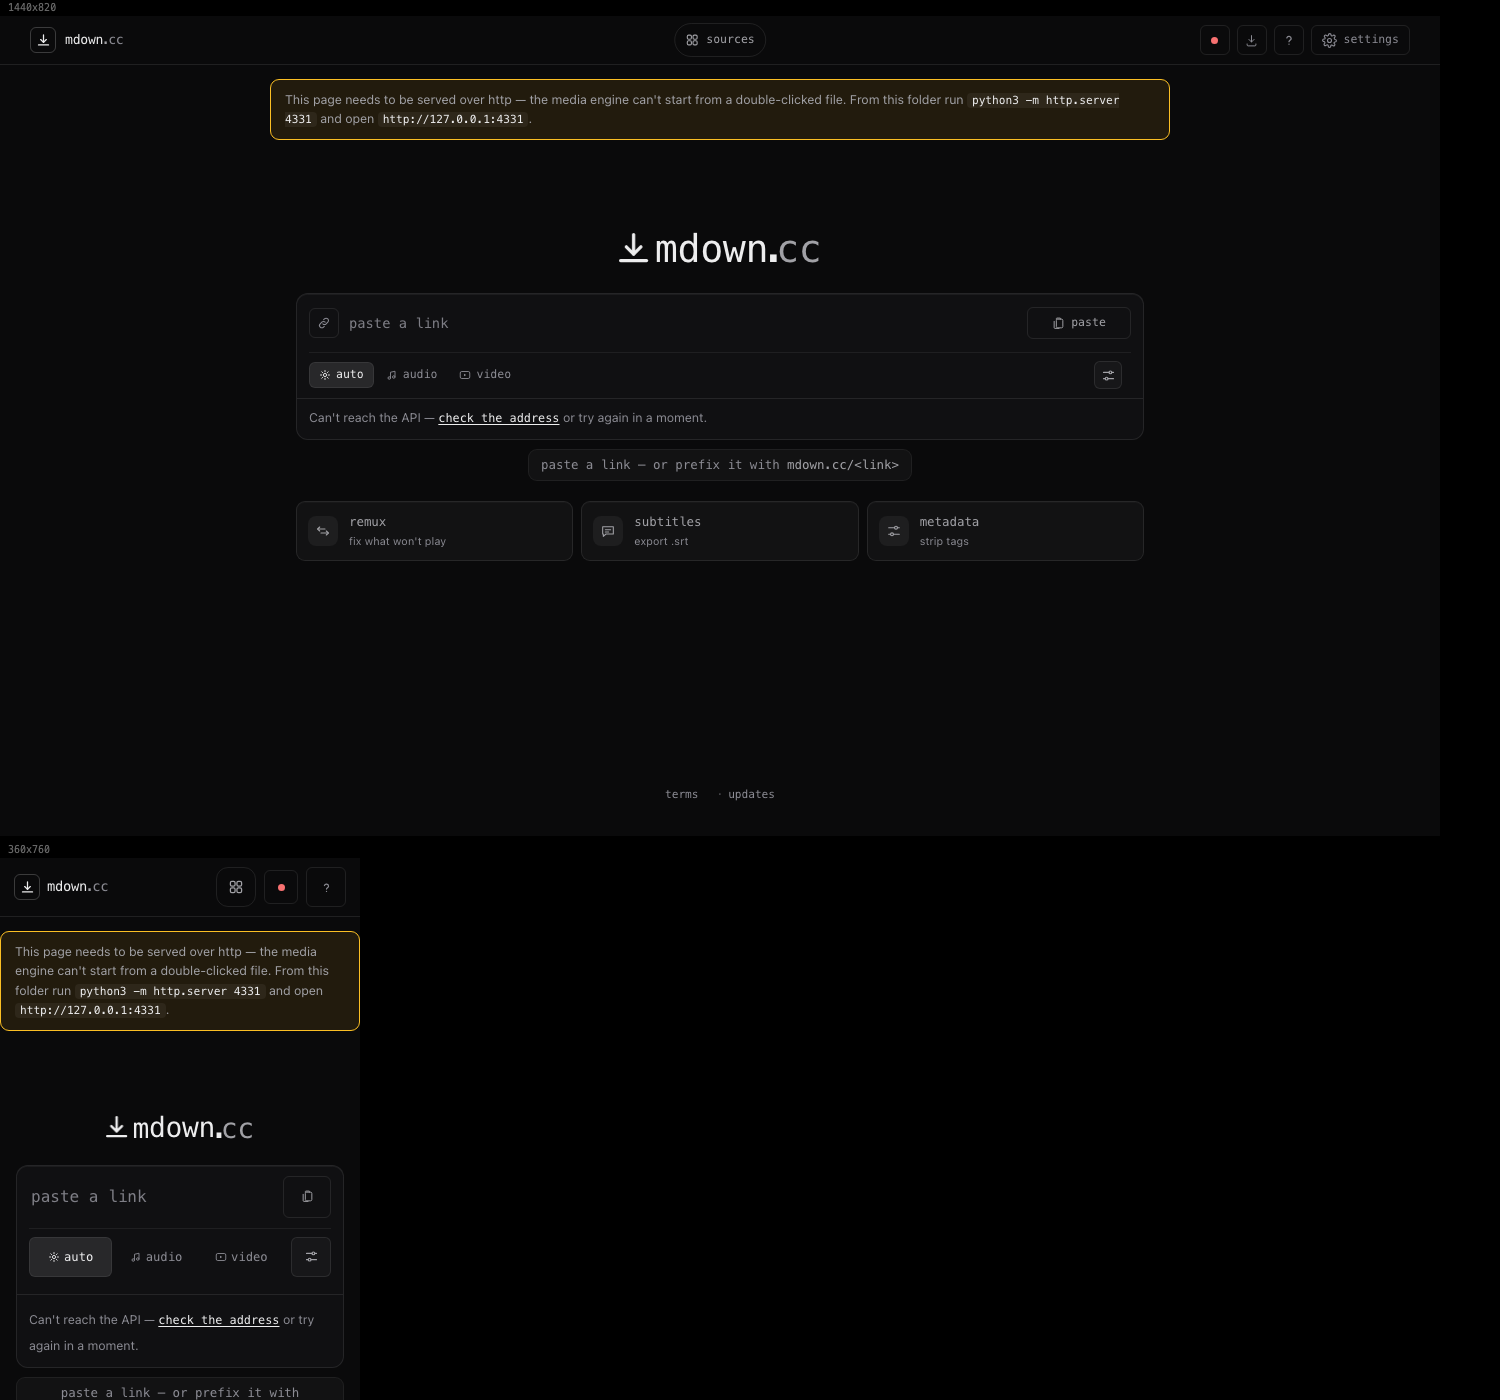 1440x820
mdown.cc
sources
?
settings
This page needs to be served over http — the media engine can't start from a double-clicked file. From this folder run python3 -m http.server
4331 and open http://127.0.0.1:4331.
mdown.cc
paste a link
paste
auto
audio
video
Can't reach the API — check the address or try again in a moment.
paste a link — or prefix it with mdown.cc/<link>
remux
fix what won't play
subtitles
export .srt
metadata
strip tags
terms · updates
360x760
mdown.cc
?
This page needs to be served over http — the media
engine can't start from a double-clicked file. From this
folder run python3 -m http.server 4331 and open
http://127.0.0.1:4331.
mdown.cc
paste a link
auto
audio
video
Can't reach the API — check the address or try
again in a moment.
paste a link — or prefix it with